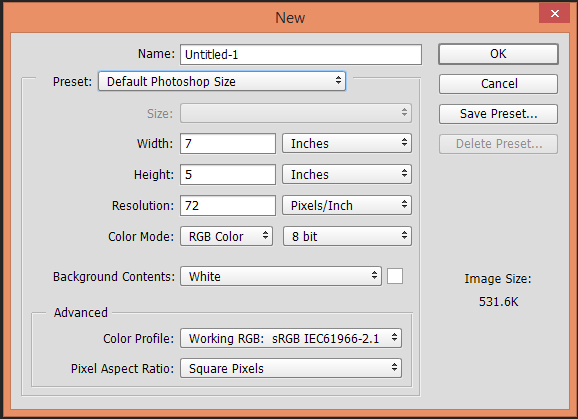 New
Name: Untitled-1 OK
Preset: Default Photoshop Size Cancel
Size: Save Preset...
Width: 7 Inches Delete Preset...
Height: 5 Inches
Resolution: 72 Pixels/Inch
Color Mode: RGB Color 8 bit
Background Contents: White Image Size:
531.6K
Advanced
Color Profile: Working RGB: sRGB IEC61966-2.1
Pixel Aspect Ratio: Square Pixels